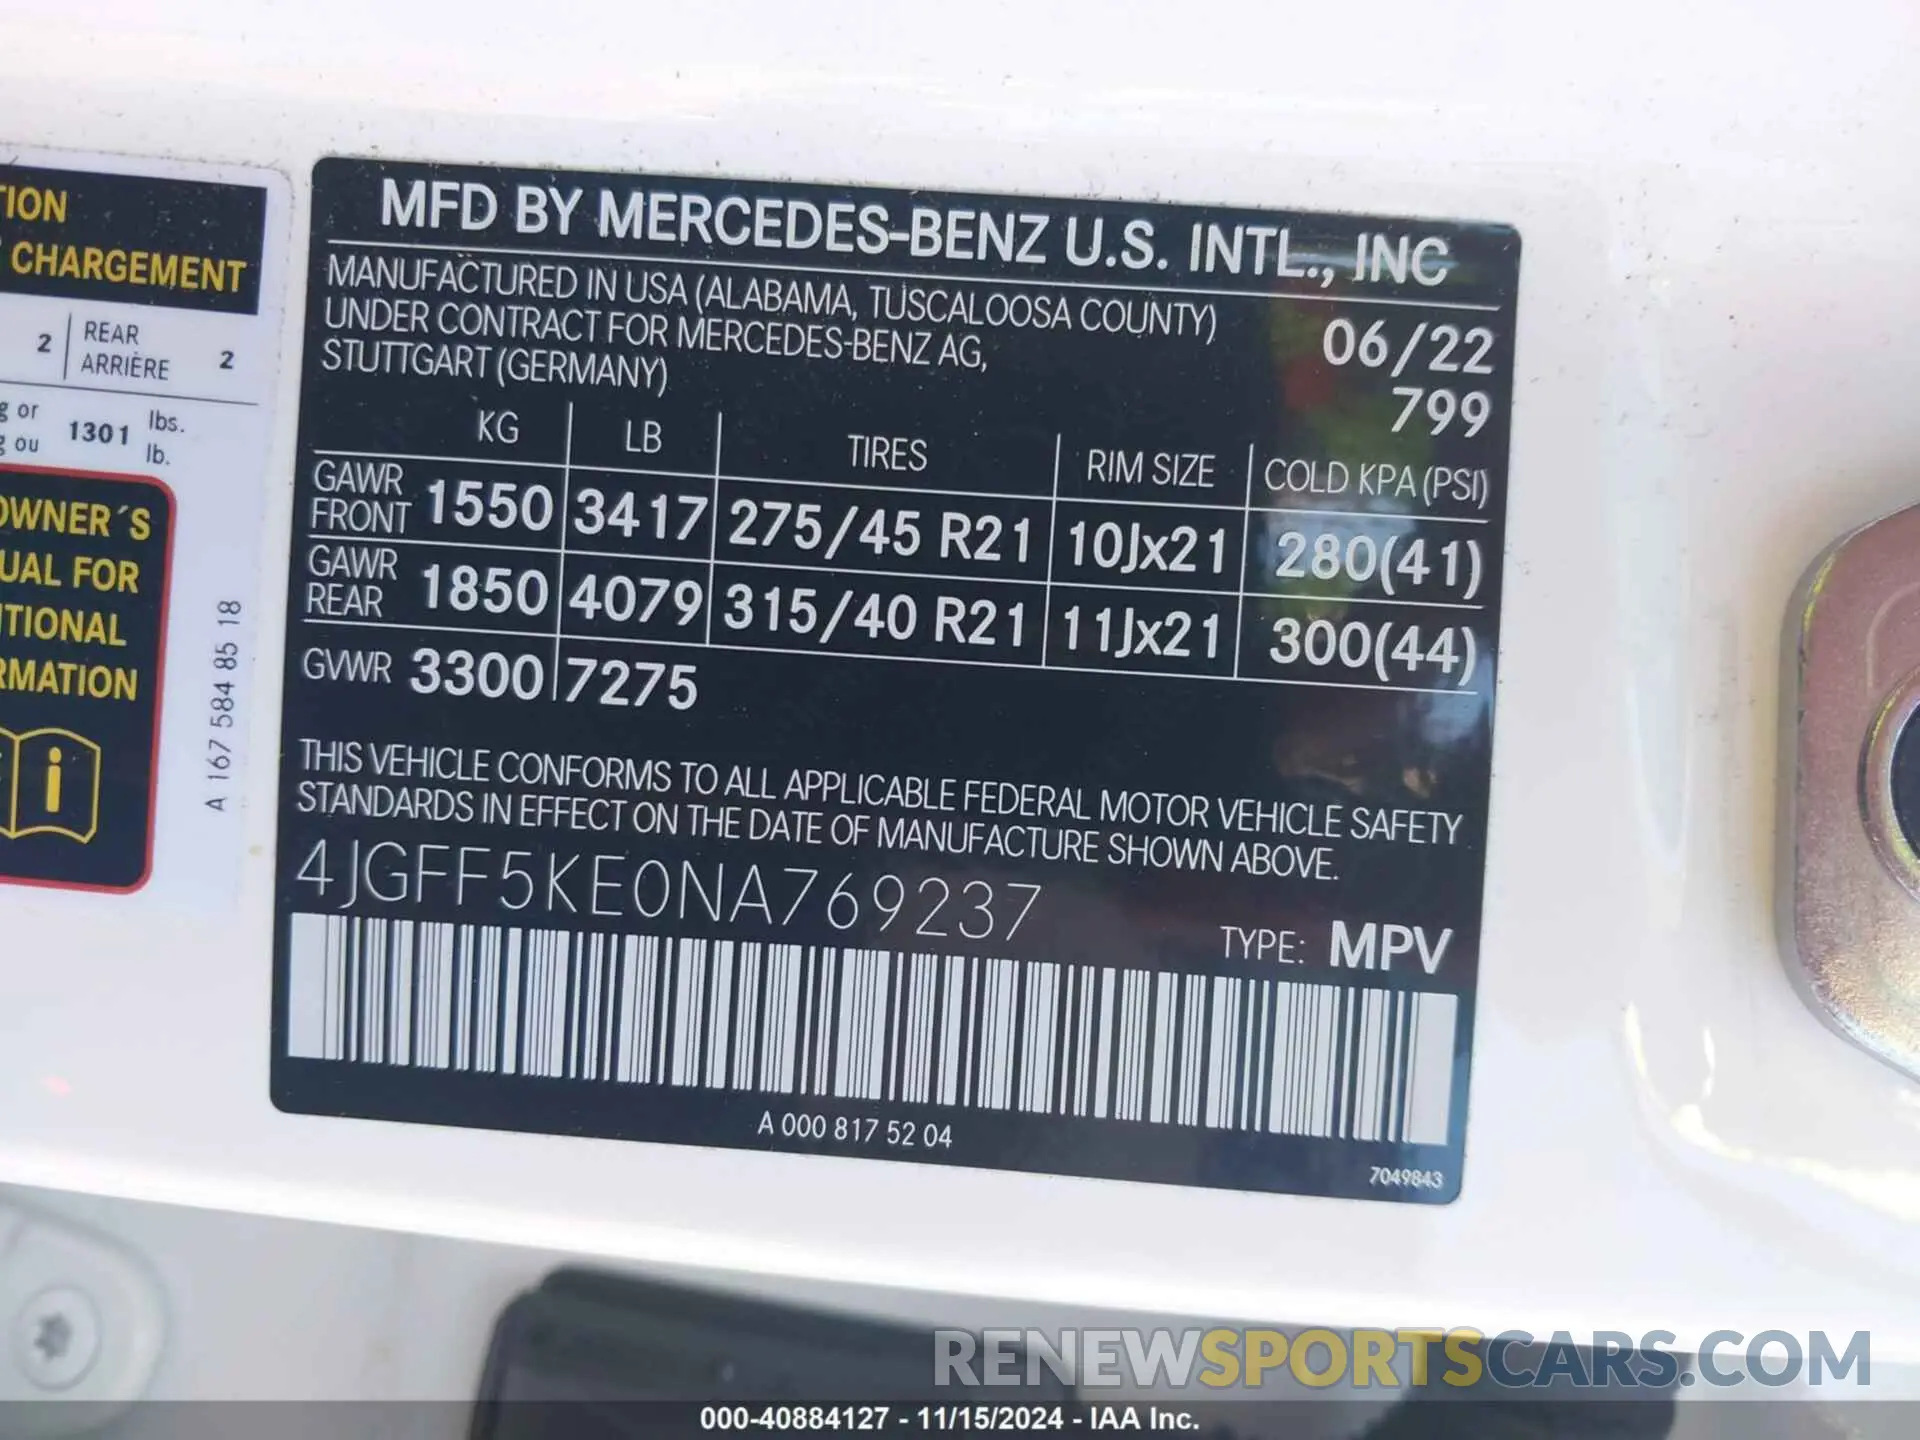 TION
CHARGEMENT
2 REAR
ARRIÈRE 2
g or
g ou 1301 lbs.
lb.
OWNER´S
UAL FOR
ITIONAL
RMATION
i
A 167 584 85 18
MFD BY MERCEDES-BENZ U.S. INTL., INC
MANUFACTURED IN USA (ALABAMA, TUSCALOOSA COUNTY)
UNDER CONTRACT FOR MERCEDES-BENZ AG,
STUTTGART (GERMANY)
06/22
799
KG LB TIRES RIM SIZE COLD KPA (PSI)
GAWR
FRONT 1550 3417 275/45 R21 10Jx21 280(41)
GAWR
REAR 1850 4079 315/40 R21 11Jx21 300(44)
GVWR 3300 7275
THIS VEHICLE CONFORMS TO ALL APPLICABLE FEDERAL MOTOR VEHICLE SAFETY
STANDARDS IN EFFECT ON THE DATE OF MANUFACTURE SHOWN ABOVE.
4JGFF5KE0NA769237
TYPE: MPV
A 000 817 52 04
7049843
RENEWSPORTSCARS.COM
000-40884127 - 11/15/2024 - IAA Inc.